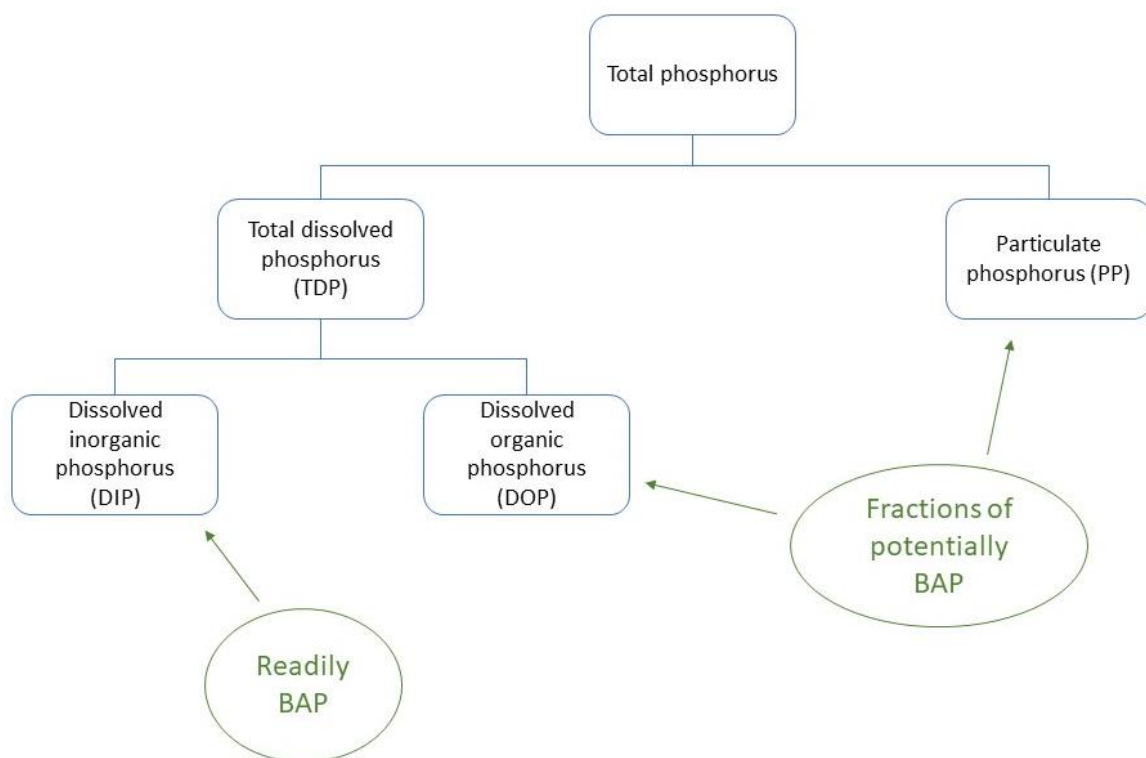 Total phosphorus
Total dissolved
phosphorus
(TDP)
Particulate
phosphorus (PP)
Dissolved
inorganic
phosphorus
(DIP)
Dissolved
organic
phosphorus
(DOP)
Fractions of
potentially
BAP
Readily
BAP